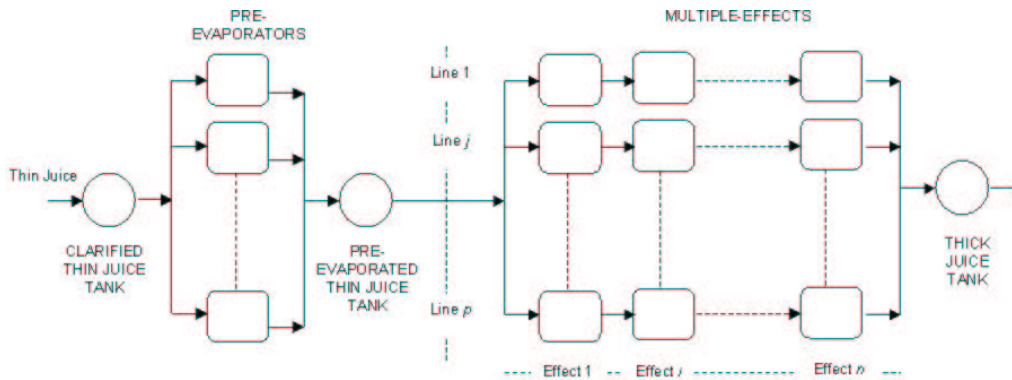 PRE-
EVAPORATORS
MULTIPLE-EFFECTS
Line 1
Line j
Thin Juice
CLARIFIED
THIN JUICE
TANK
PRE-
EVAPORATED
THIN JUICE
TANK
THICK
JUICE
TANK
Line p
Effect 1
Effect i
Effect n